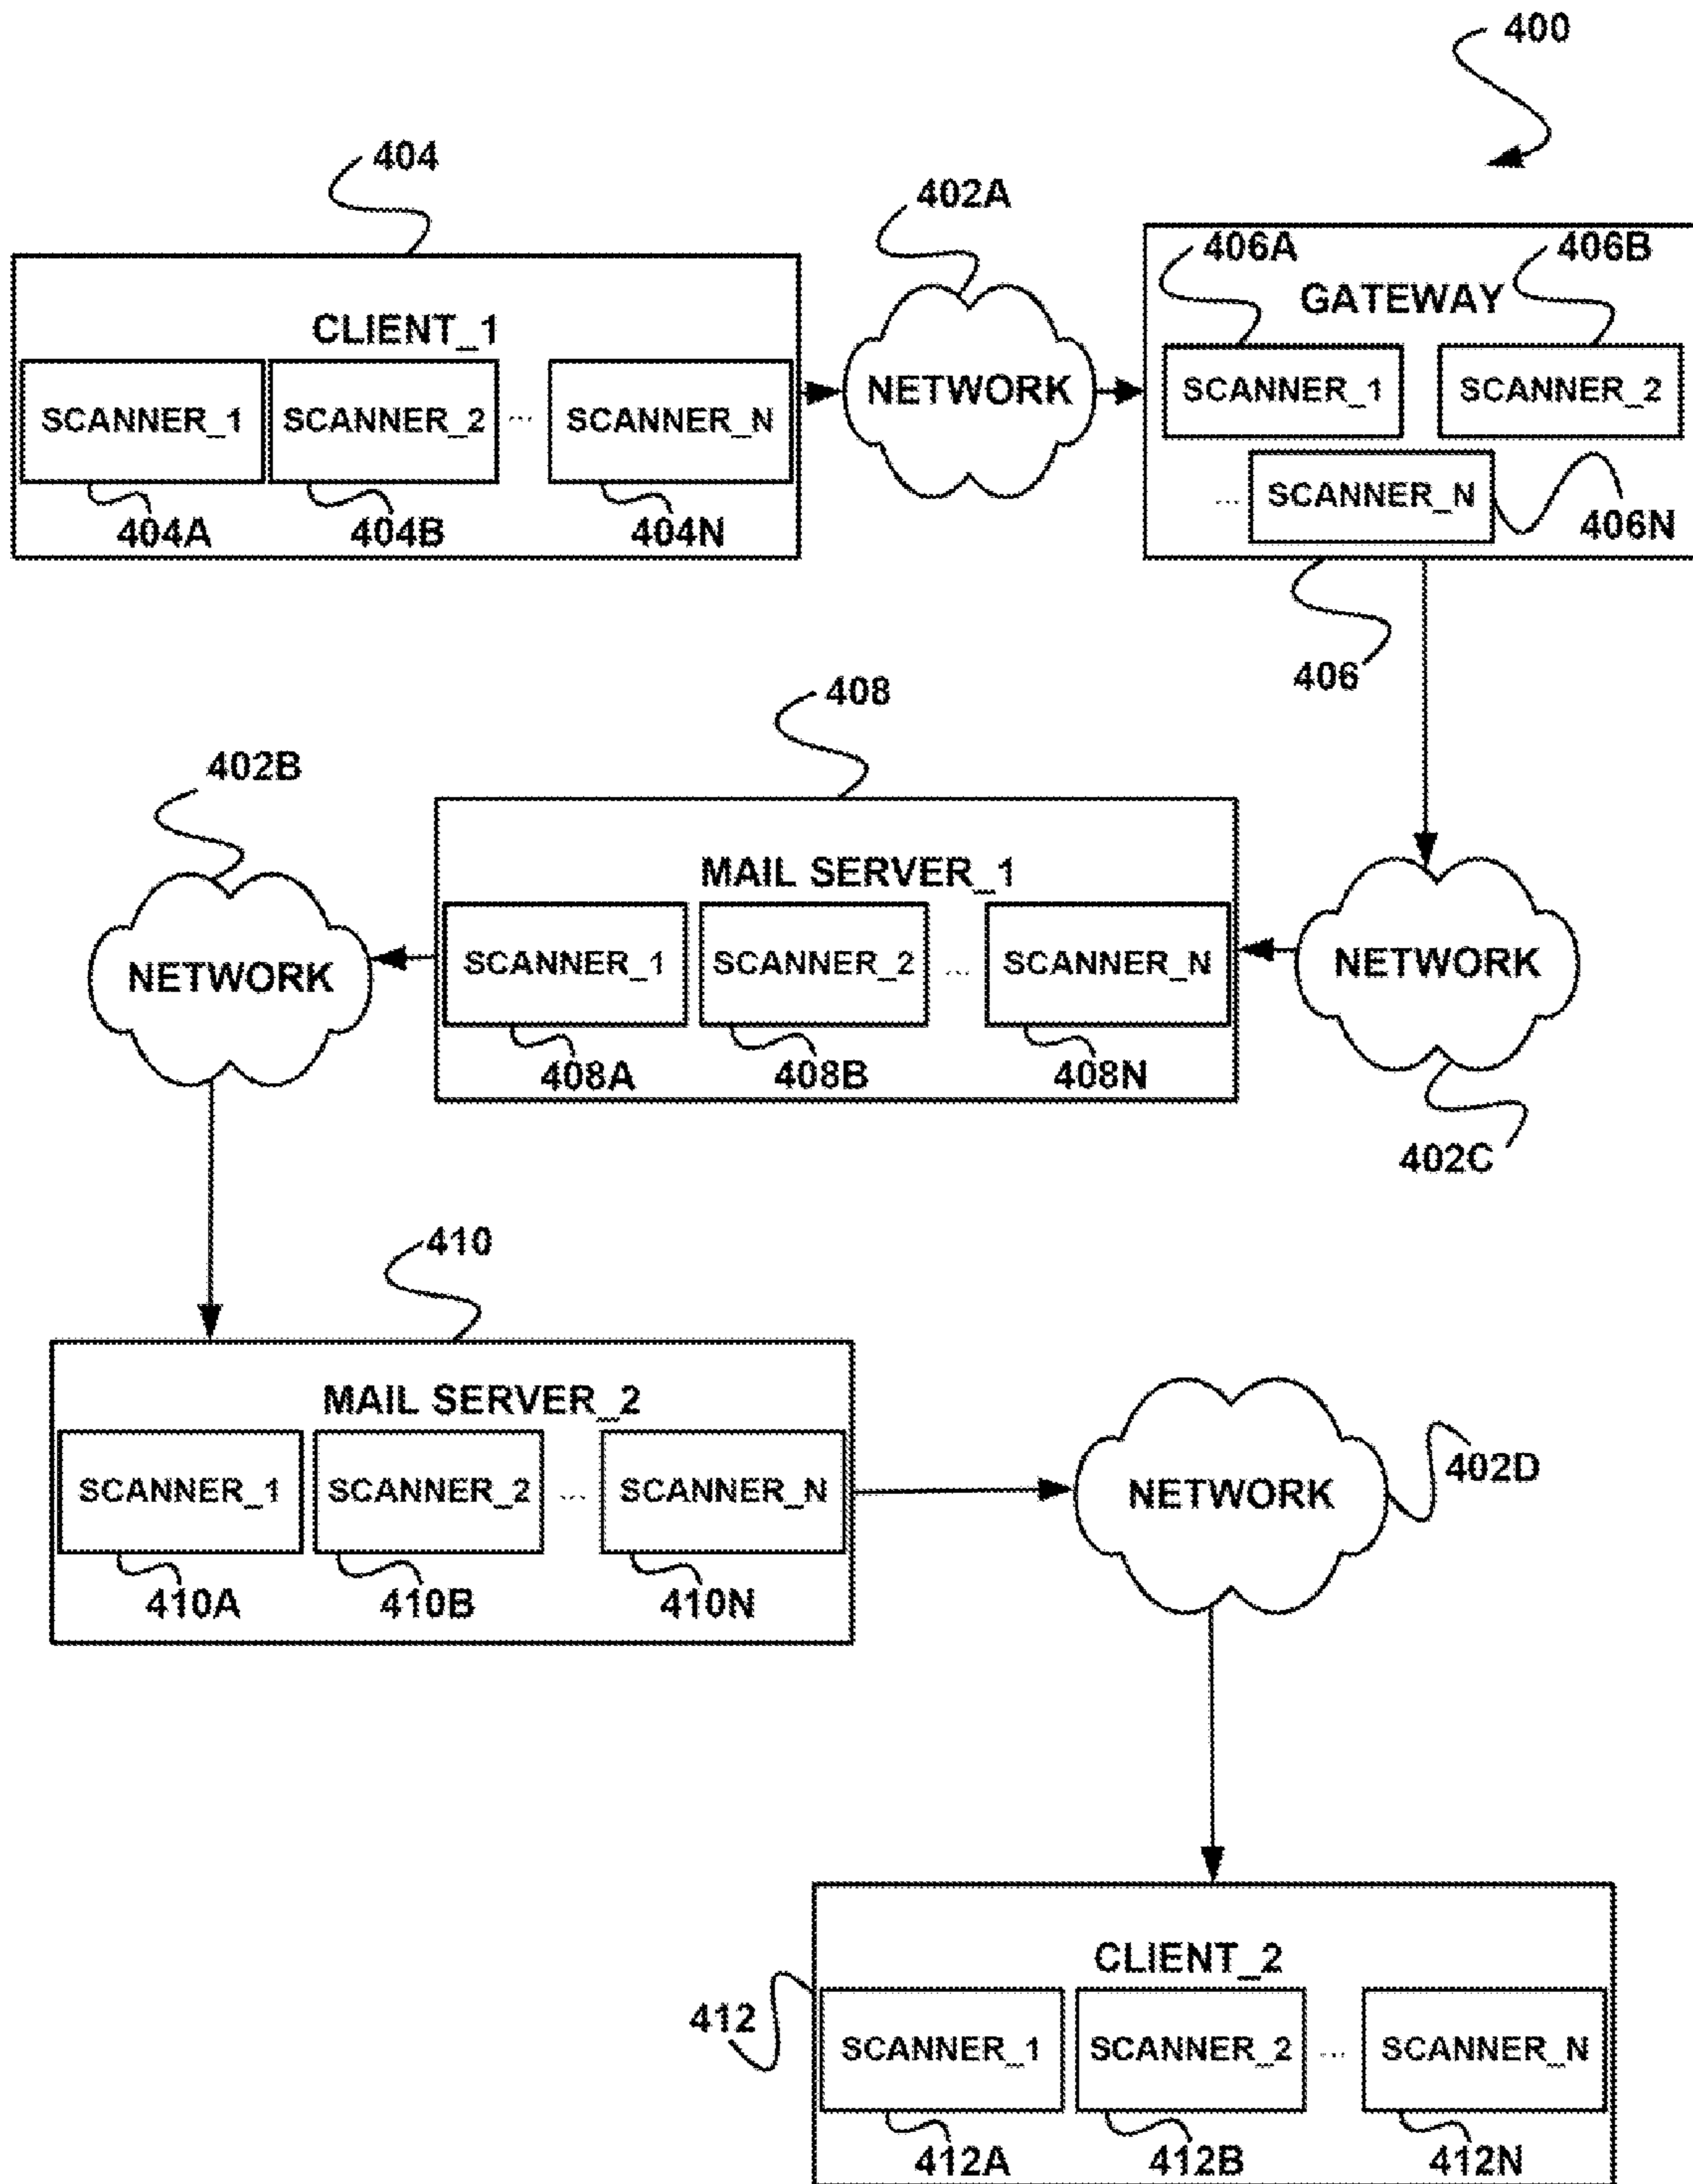 400
404
402A
406A
406B
GATEWAY
CLIENT_1
NETWORK
SCANNER_1
SCANNER_2
SCANNER_1
SCANNER_2
...
SCANNER_N
404A
404B
404N
...
SCANNER_N
406N
406
408
402B
MAIL SERVER_1
NETWORK
SCANNER_1
SCANNER_2
...
SCANNER_N
NETWORK
408A
408B
408N
402C
410
MAIL SERVER_2
SCANNER_1
SCANNER_2
...
SCANNER_N
NETWORK
402D
410A
410B
410N
CLIENT_2
412
SCANNER_1
SCANNER_2
...
SCANNER_N
412A
412B
412N